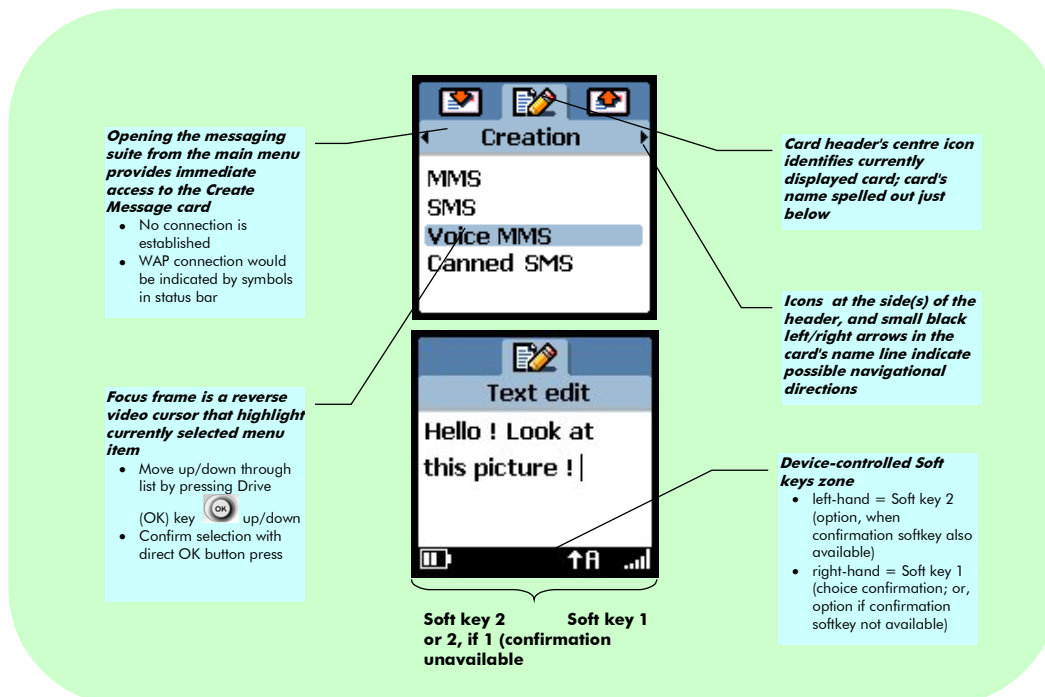 Opening the messaging
suite from the main menu
provides immediate
access to the Create
Message card
• No connection is
established
• WAP connection would
be indicated by symbols
in status bar
Focus frame is a reverse
video cursor that highlight
currently selected menu
item
• Move up/down through
list by pressing Drive
(OK) key OK up/down
• Confirm selection with
direct OK button press
Creation
MMS
SMS
Voice MMS
Canned SMS
Text edit
Hello ! Look at
this picture !
A
Soft key 2 Soft key 1
or 2, if 1 (confirmation
unavailable
Card header's centre icon
identifies currently
displayed card; card's
name spelled out just
below
Icons at the side(s) of the
header, and small black
left/right arrows in the
card's name line indicate
possible navigational
directions
Device-controlled Soft
keys zone
• left-hand = Soft key 2
(option, when
confirmation softkey also
available)
• right-hand = Soft key 1
(choice confirmation; or,
option if confirmation
softkey not available)